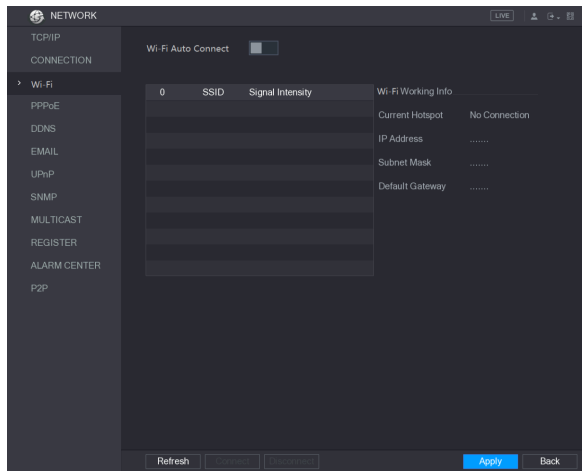 NETWORK
LIVE
TCP/IP
CONNECTION
Wi-Fi
PPPoE
DDNS
EMAIL
UPnP
SNMP
MULTICAST
REGISTER
ALARM CENTER
P2P
Wi-Fi Auto Connect
0 SSID Signal Intensity
Wi-Fi Working Info
Current Hotspot No Connection
IP Address .......
Subnet Mask .......
Default Gateway .......
Refresh Connect Disconnect Apply Back